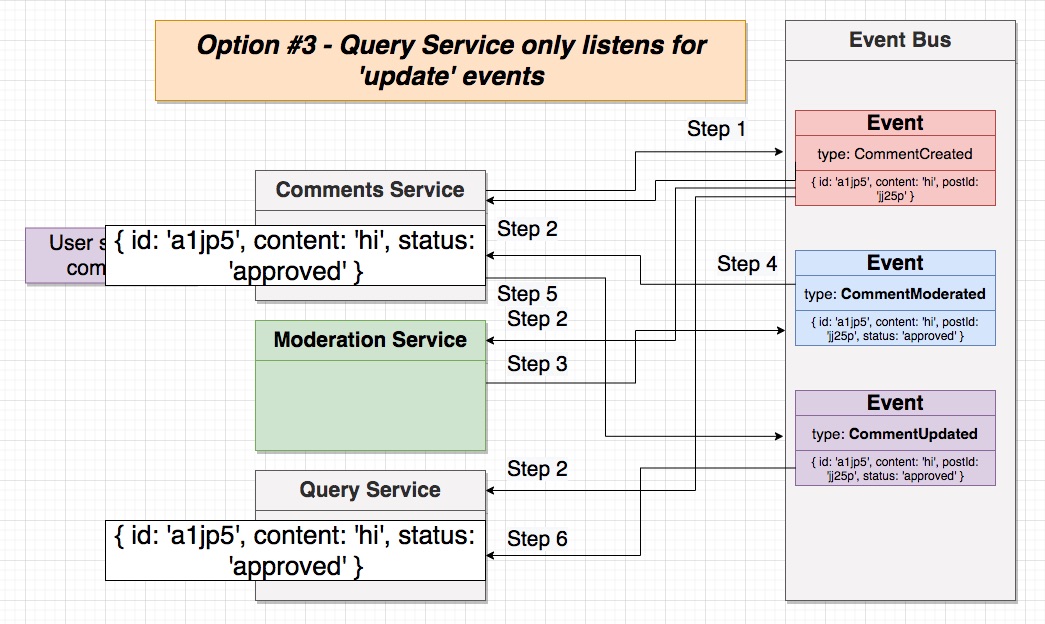 Option #3 - Query Service only listens for
'update' events
Event Bus
Step 1
Event
type: CommentCreated
{ id: 'a1jp5', content: 'hi', postId:
'jj25p' }
Comments Service
User s
com
{ id: 'a1jp5', content: 'hi', status:
'approved' }
Step 2
Step 4
Event
type: CommentModerated
{ id: 'a1jp5', content: 'hi', postId:
'jj25p', status: 'approved' }
Step 5
Step 2
Moderation Service
Step 3
Event
type: CommentUpdated
{ id: 'a1jp5', content: 'hi', postId:
'jj25p', status: 'approved' }
Step 2
Query Service
{ id: 'a1jp5', content: 'hi', status:
'approved' }
Step 6